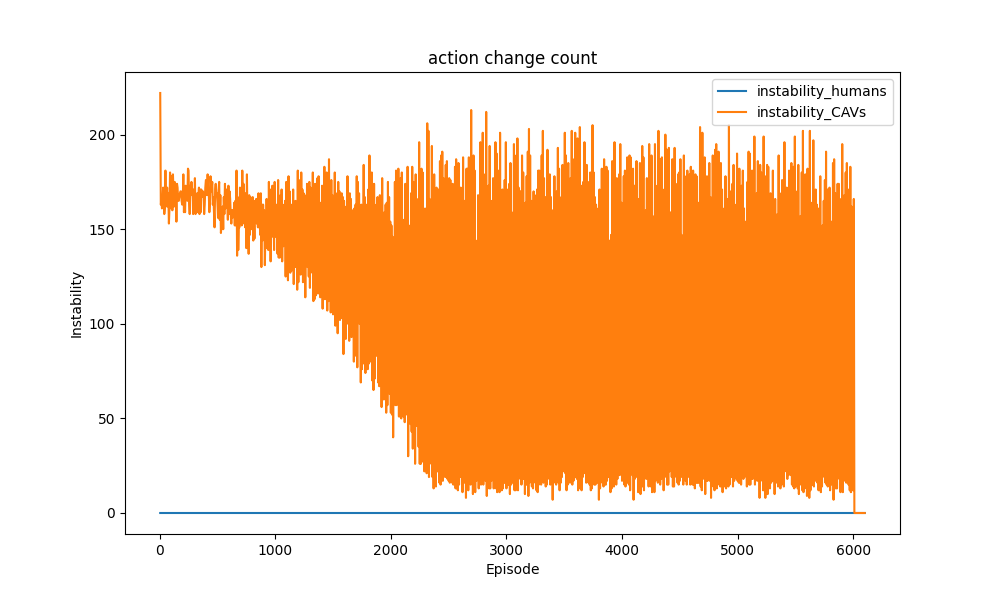 action change count
instability_humans
instability_CAVs
Instability
200
150
100
50
0
0 1000 2000 3000 4000 5000 6000
Episode